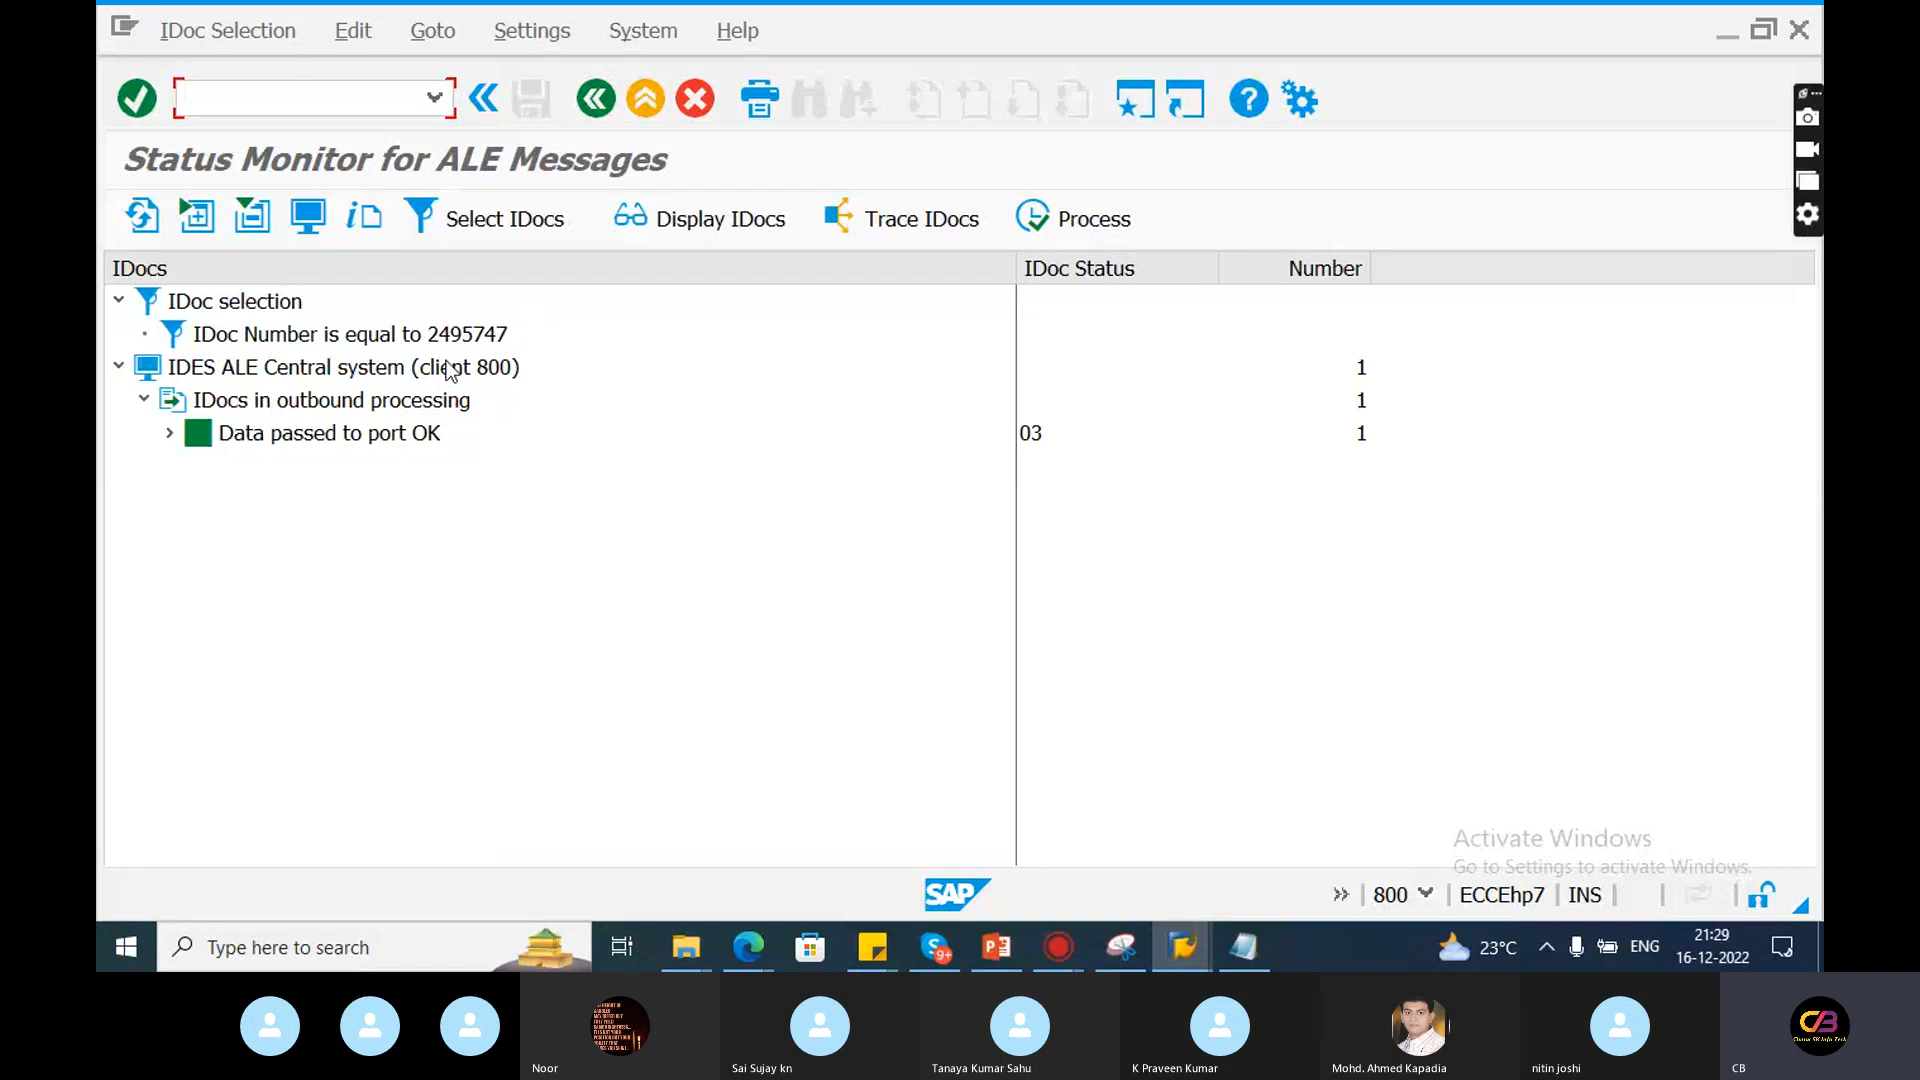 IDoc Selection Edit Goto Settings System Help
Status Monitor for ALE Messages
Select IDocs Display IDocs Trace IDocs Process
IDocs IDoc Status Number
IDoc selection
IDoc Number is equal to 2495747
IDES ALE Central system (client 800) 1
IDocs in outbound processing 1
Data passed to port OK 03 1
Activate Windows
Go to Settings to activate Windows.
SAP 800 ECCEhp7 INS
Type here to search 9+ 23°C ENG 21:29
16-12-2022
CB
Noor Sai Sujay kn Tanaya Kumar Sahu K Praveen Kumar Mohd. Ahmed Kapadia nitin joshi CB